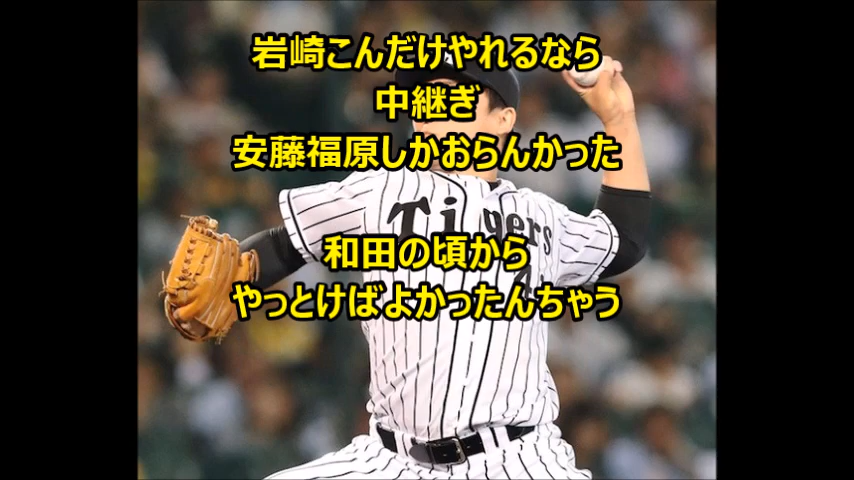 岩崎こんだけやれるなら
中継ぎ
安藤福原しかおらんかった
Tigers
和田の頃から
やっとけばよかったんちゃう